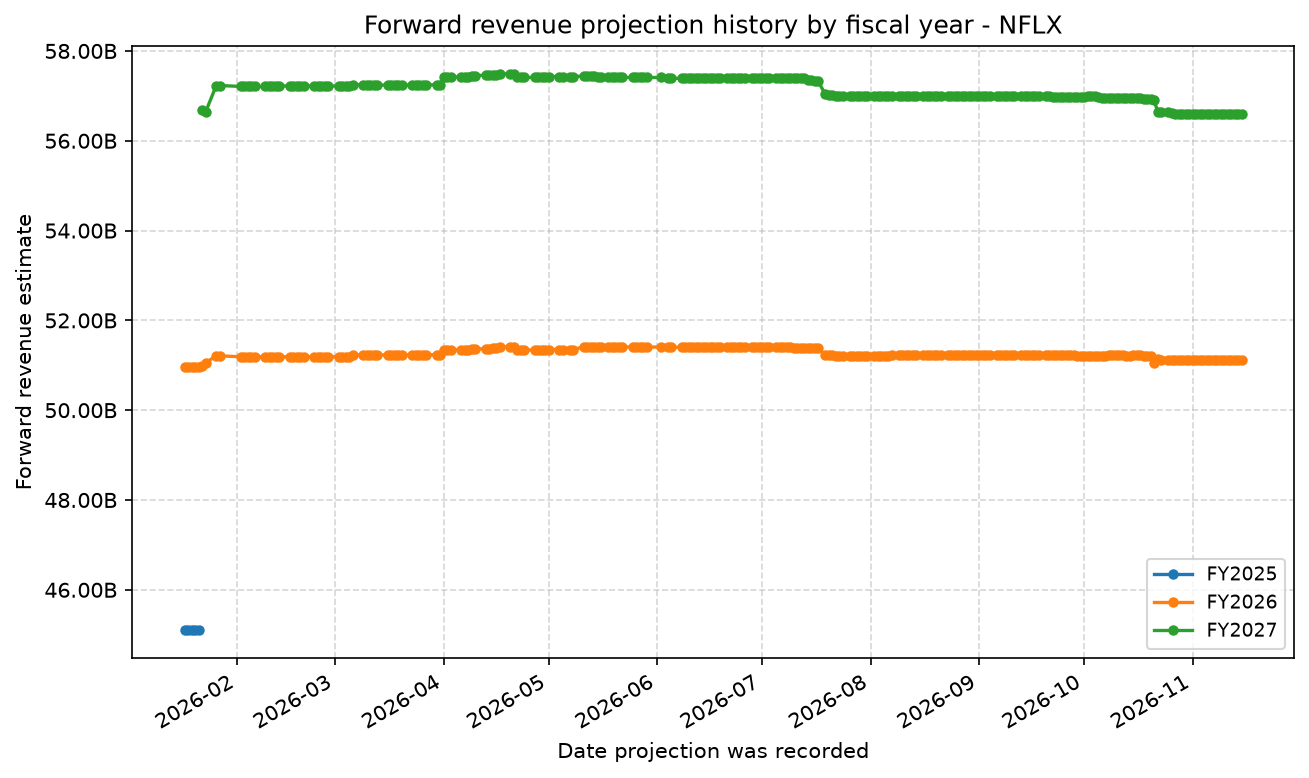 Forward revenue projection history by fiscal year - NFLX
Forward revenue estimate
58.00B
56.00B
54.00B
52.00B
50.00B
48.00B
46.00B
FY2025
FY2026
FY2027
2026-02
2026-03
2026-04
2026-05
2026-06
2026-07
2026-08
2026-09
2026-10
2026-11
Date projection was recorded